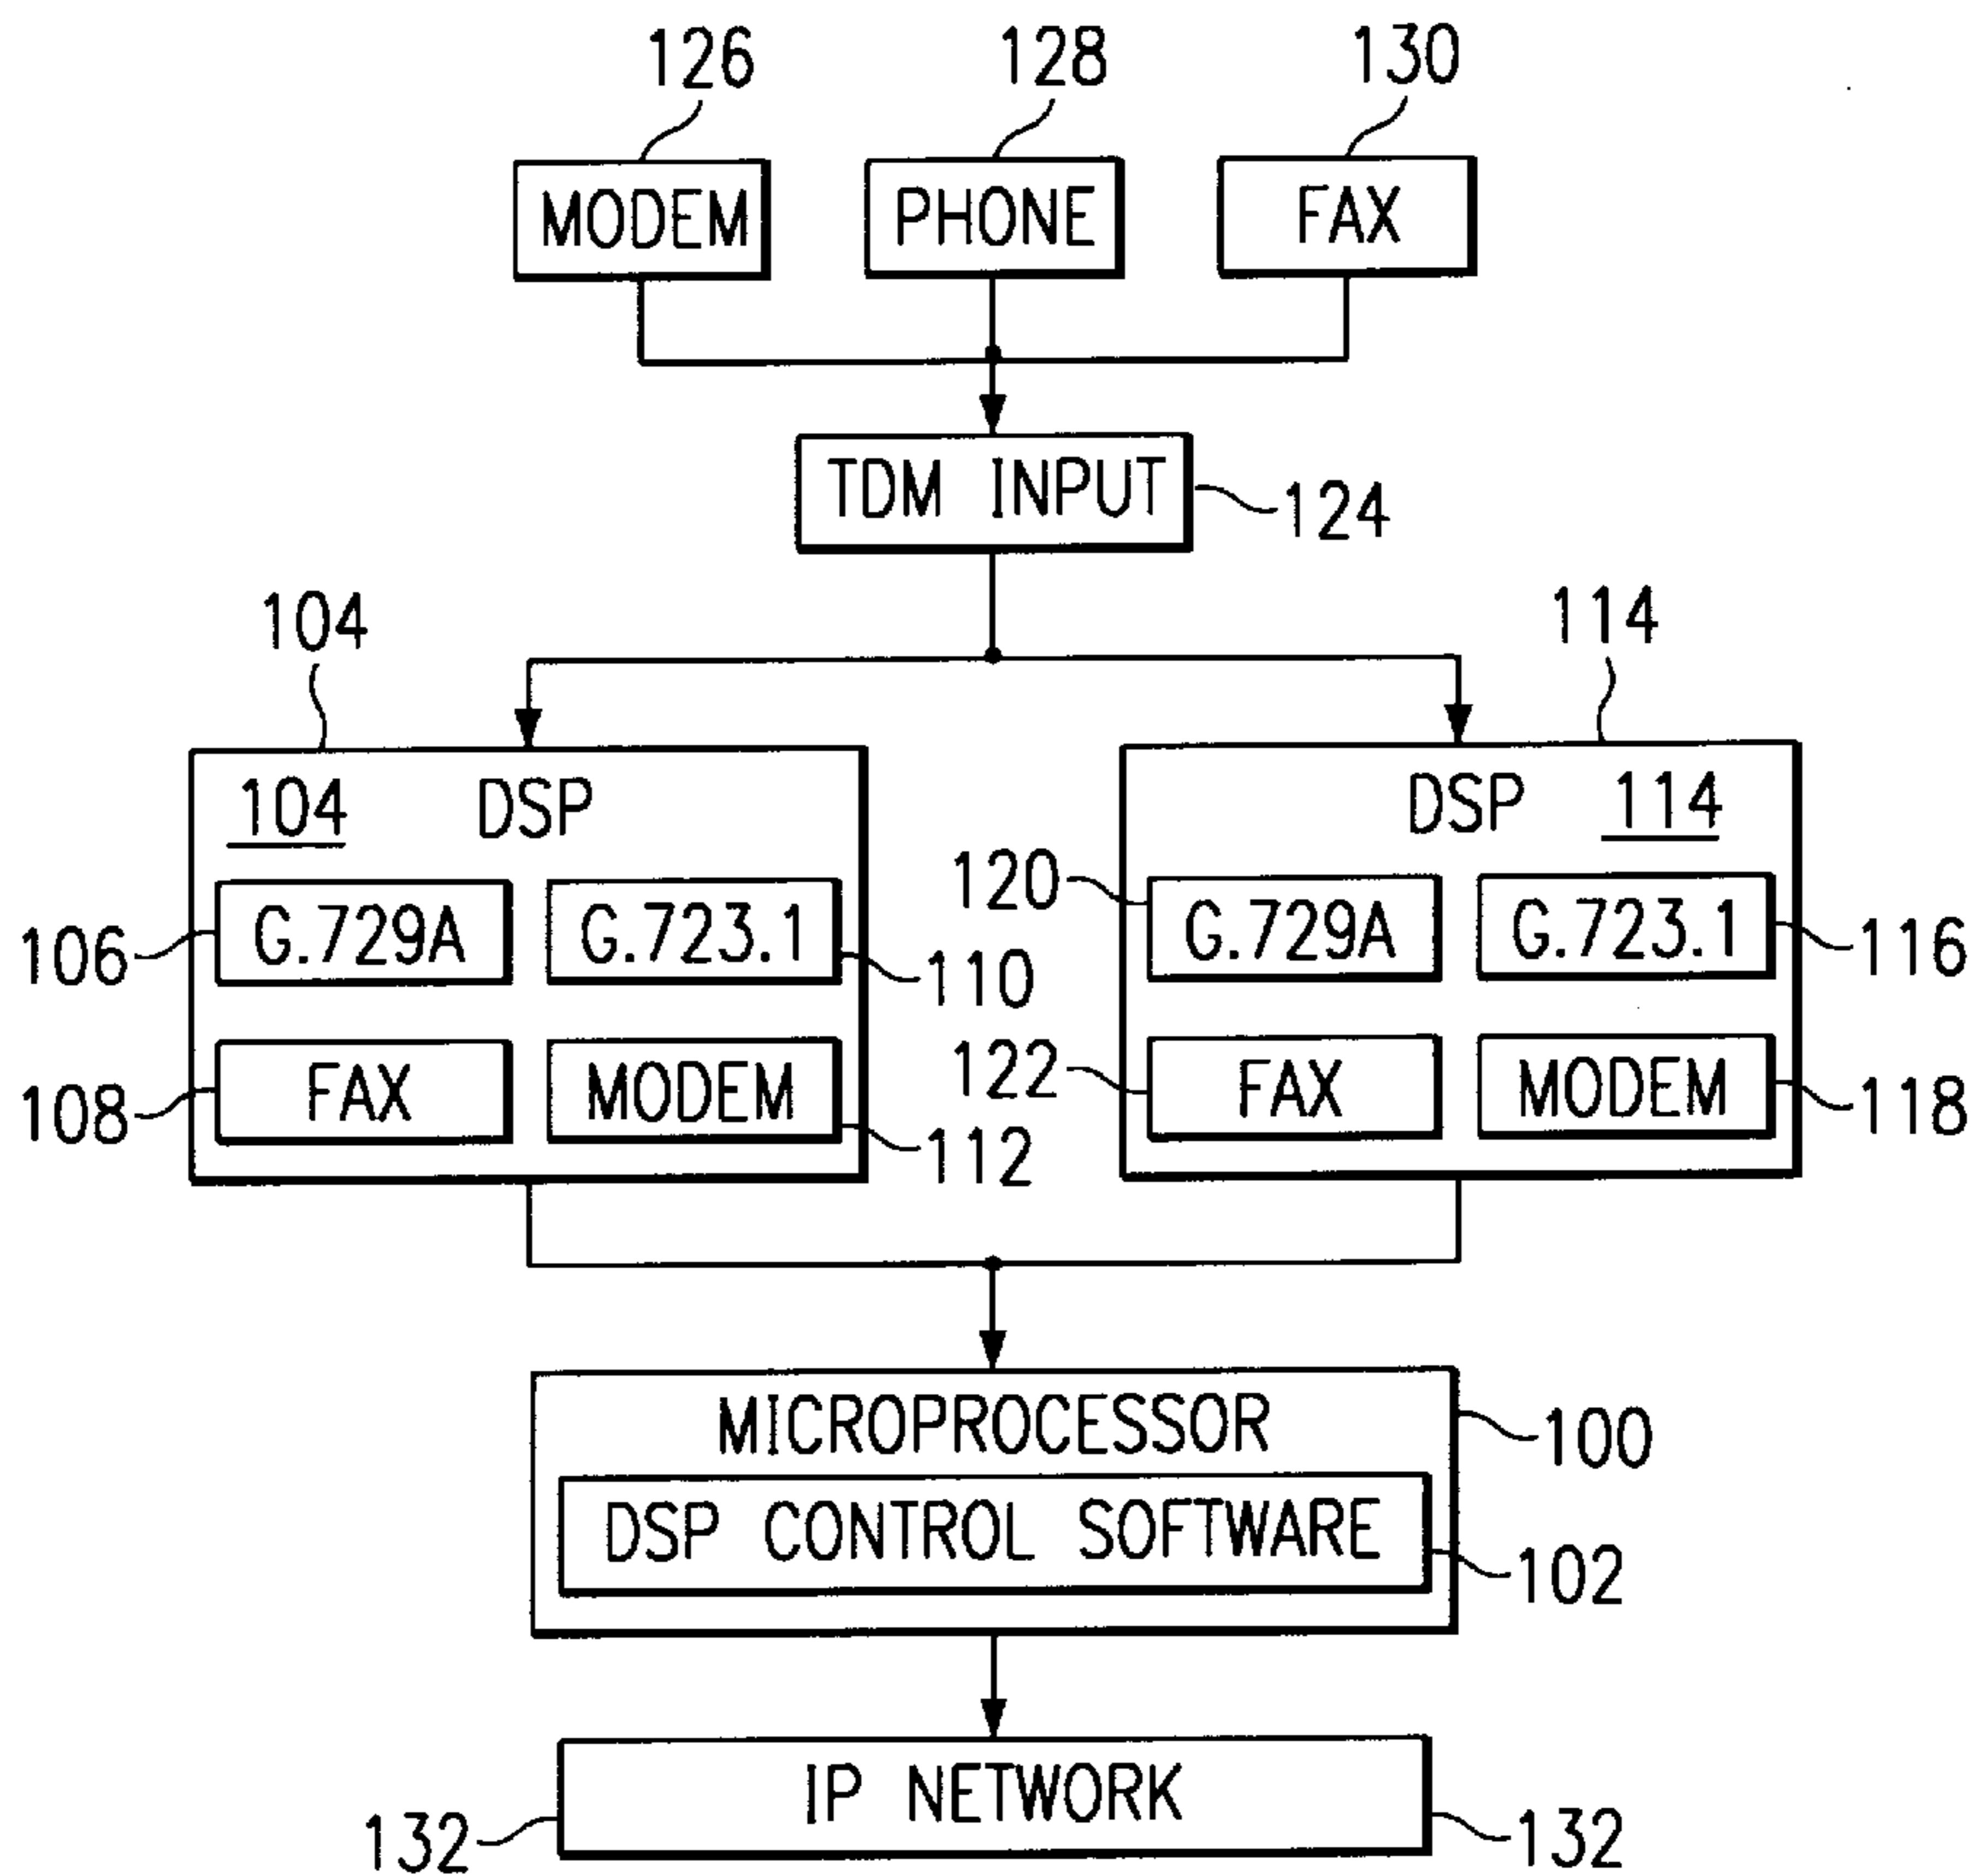 126
128
130
MODEM
PHONE
FAX
TDM INPUT
124
104
114
104
DSP
DSP
114
106
G.729A
G.723.1
110
120
G.729A
G.723.1
116
108
FAX
MODEM
112
122
FAX
MODEM
118
MICROPROCESSOR
100
DSP CONTROL SOFTWARE
102
IP NETWORK
132
132